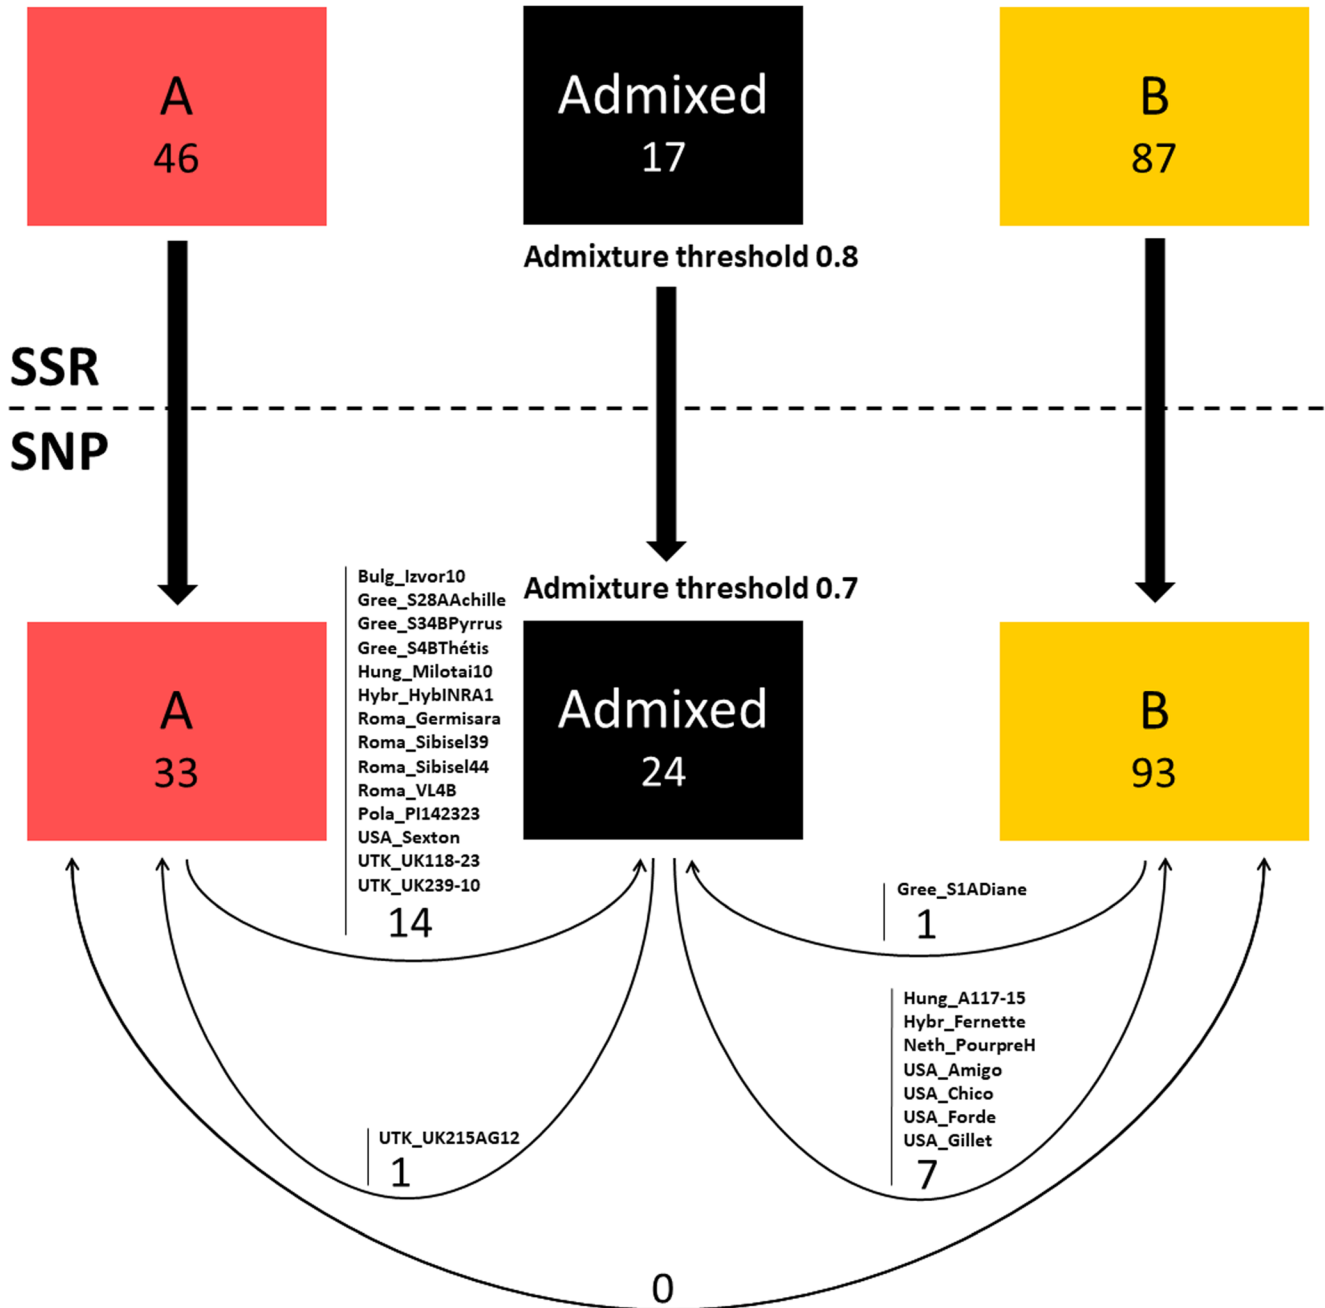 A
46
Admixed
17
B
87
Admixture threshold 0.8
SSR
SNP
Admixture threshold 0.7
A
33
Bulg_Izvor10
Gree_S28AAchille
Gree_S34BPyrrus
Gree_S4BThétis
Hung_Milotai10
Hybr_HybINRA1
Roma_Germisara
Roma_Sibisel39
Roma_Sibisel44
Roma_VL4B
Pola_PI142323
USA_Sexton
UTK_UK118-23
UTK_UK239-10
14
Admixed
24
B
93
Gree_S1ADiane
1
Hung_A117-15
Hybr_Fernette
Neth_PourpreH
USA_Amigo
USA_Chico
USA_Forde
USA_Gillet
7
UTK_UK215AG12
1
0